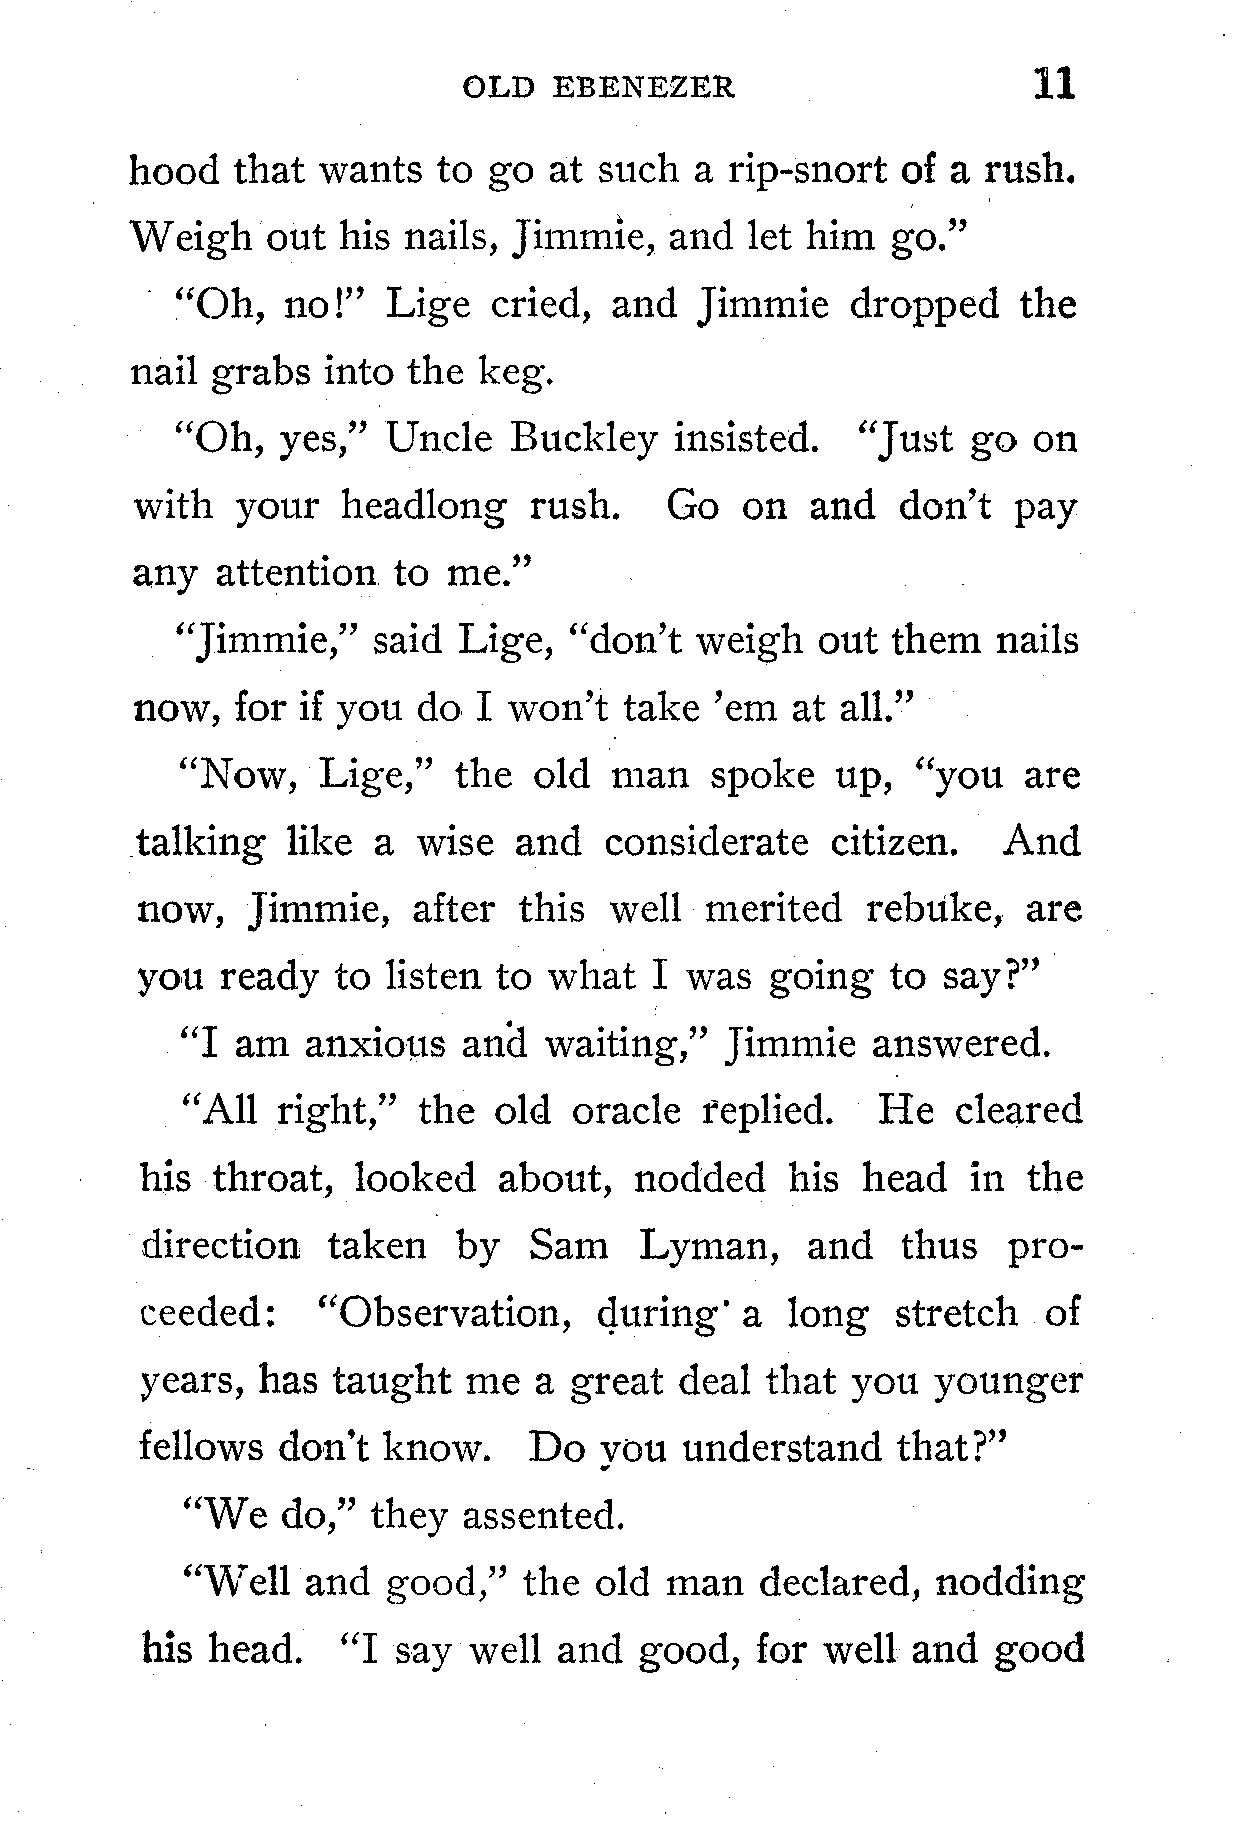 OLD EBENEZER 11
hood that wants to go at such a rip-snort of a rush.
Weigh out his nails, Jimmie, and let him go.”
“Oh, no!” Lige cried, and Jimmie dropped the
nail grabs into the keg.
“Oh, yes,” Uncle Buckley insisted. “Just go on
with your headlong rush. Go on and don’t pay
any attention to me.”
“Jimmie,” said Lige, “don’t weigh out them nails
now, for if you do I won’t take ’em at all.”
“Now, Lige,” the old man spoke up, “you are
talking like a wise and considerate citizen. And
now, Jimmie, after this well merited rebuke, are
you ready to listen to what I was going to say?”
“I am anxious and waiting,” Jimmie answered.
“All right,” the old oracle replied. He cleared
his throat, looked about, nodded his head in the
direction taken by Sam Lyman, and thus pro-
ceeded: “Observation, during a long stretch of
years, has taught me a great deal that you younger
fellows don’t know. Do you understand that?”
“We do,” they assented.
“Well and good,” the old man declared, nodding
his head. “I say well and good, for well and good